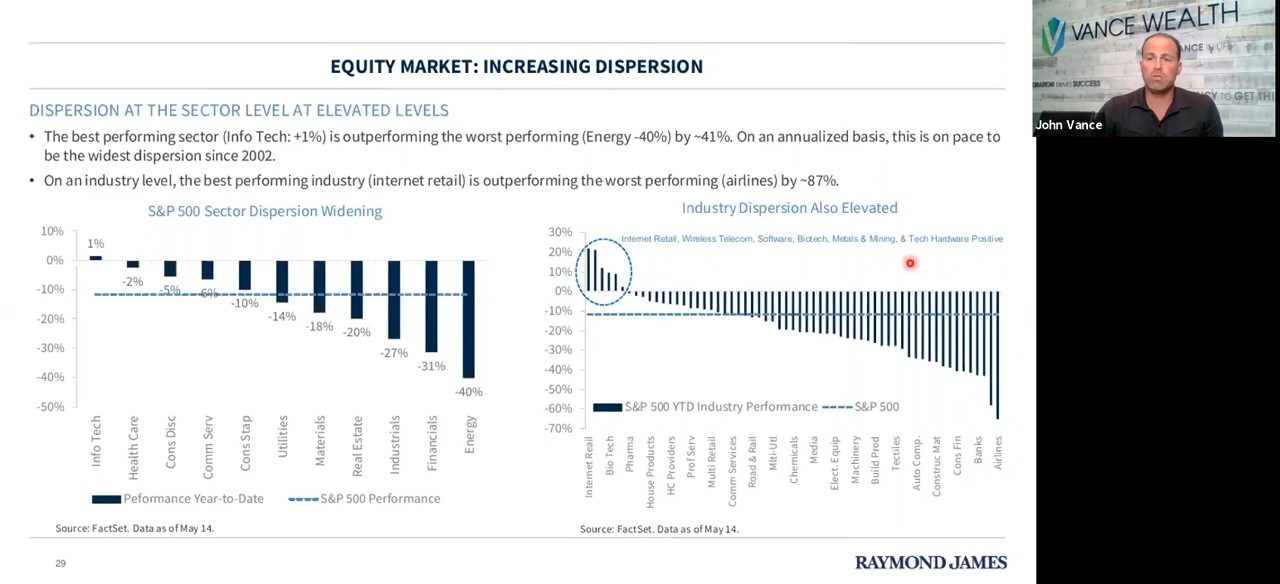 EQUITY MARKET: INCREASING DISPERSION
DISPERSION AT THE SECTOR LEVEL AT ELEVATED LEVELS
• The best performing sector (Info Tech: +1%) is outperforming the worst performing (Energy -40%) by ~41%. On an annualized basis, this is on pace to
be the widest dispersion since 2002.
• On an industry level, the best performing industry (internet retail) is outperforming the worst performing (airlines) by ~87%.
S&P 500 Sector Dispersion Widening
10%
0%
-10%
-20%
-30%
-40%
-50%
1%
-2%
-5%
-6%
-10%
-14%
-18%
-20%
-27%
-31%
-40%
Info Tech
Health Care
Cons Disc
Comm Serv
Cons Stap
Utilities
Materials
Real Estate
Industrials
Financials
Energy
Peformance Year-to-Date
S&P 500 Performance
Source: FactSet. Data as of May 14.
Industry Dispersion Also Elevated
Internet Retail, Wireless Telecom, Software, Biotech, Metals & Mining, & Tech Hardware Positive
30%
20%
10%
0%
-10%
-20%
-30%
-40%
-50%
-60%
-70%
S&P 500 YTD Industry Performance
S&P 500
Internet Reail
Bio Tech
Pharma
House Products
HC Providers
Prof Serv
Multi Retail
Comm Services
Road & Rail
Mlti-Utl
Chemicals
Media
Elect. Equip
Machinery
Build Prod
Tectiles
Auto Comp.
Construc Mat
Cons Fin
Banks
Airlines
Source: FactSet. Data as of May 14.
29
RAYMOND JAMES
VANCE WEALTH
John Vance
SUCCESS
TO GET THI